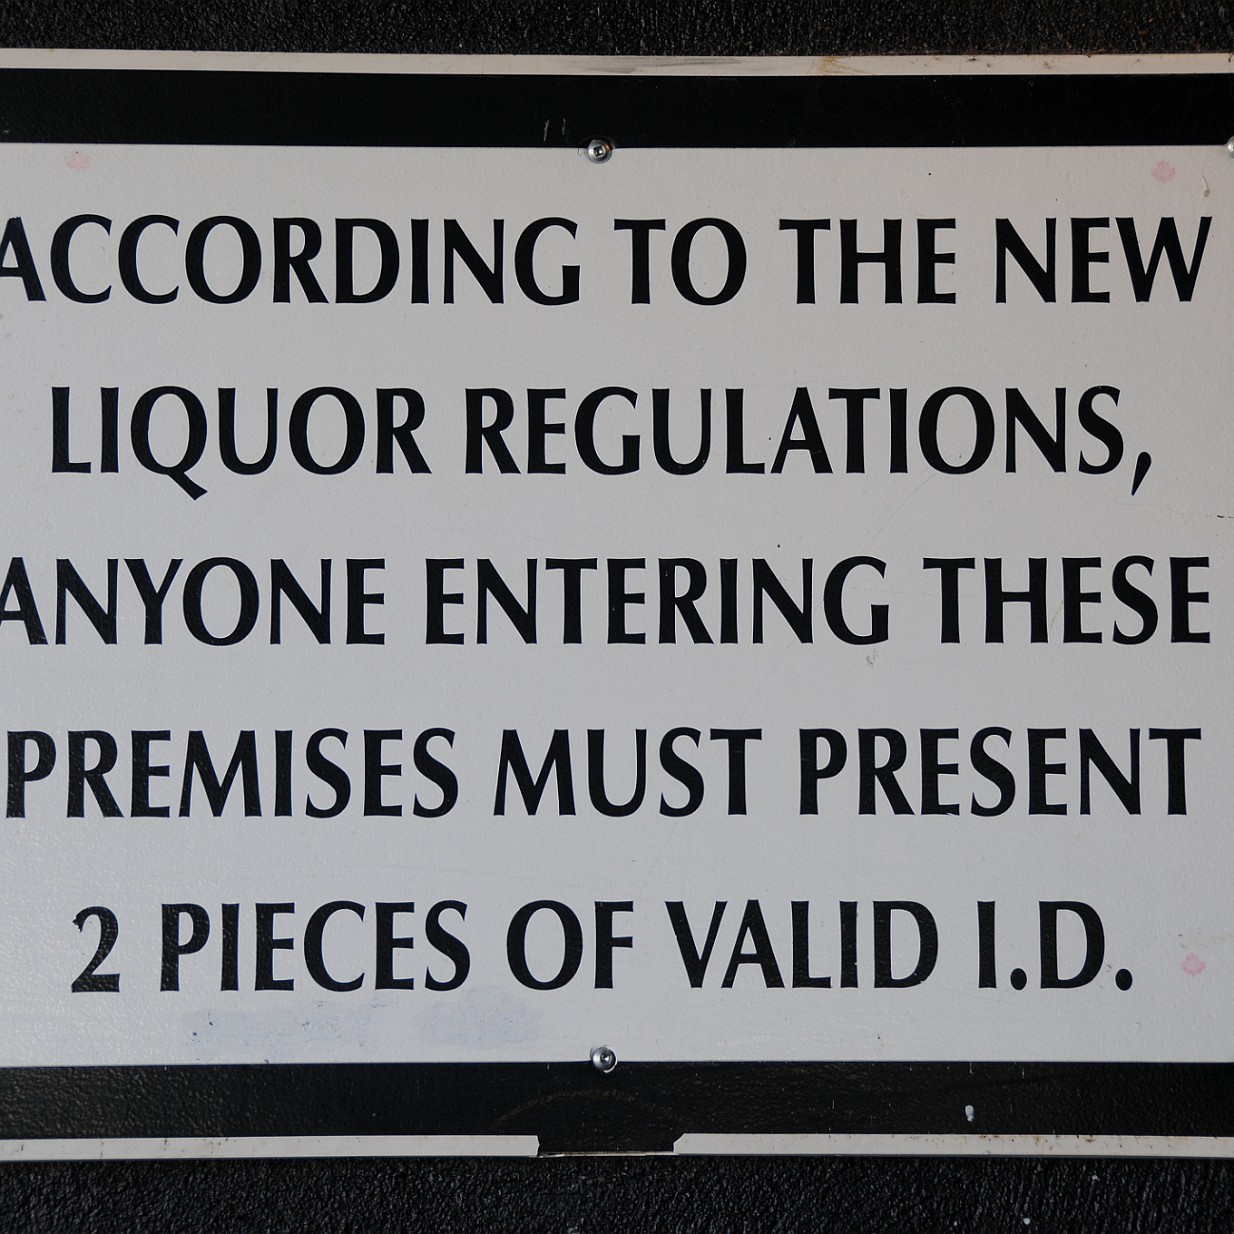 ACCORDING TO THE NEW
LIQUOR REGULATIONS,
ANYONE ENTERING THESE
PREMISES MUST PRESENT
2 PIECES OF VALID I.D.